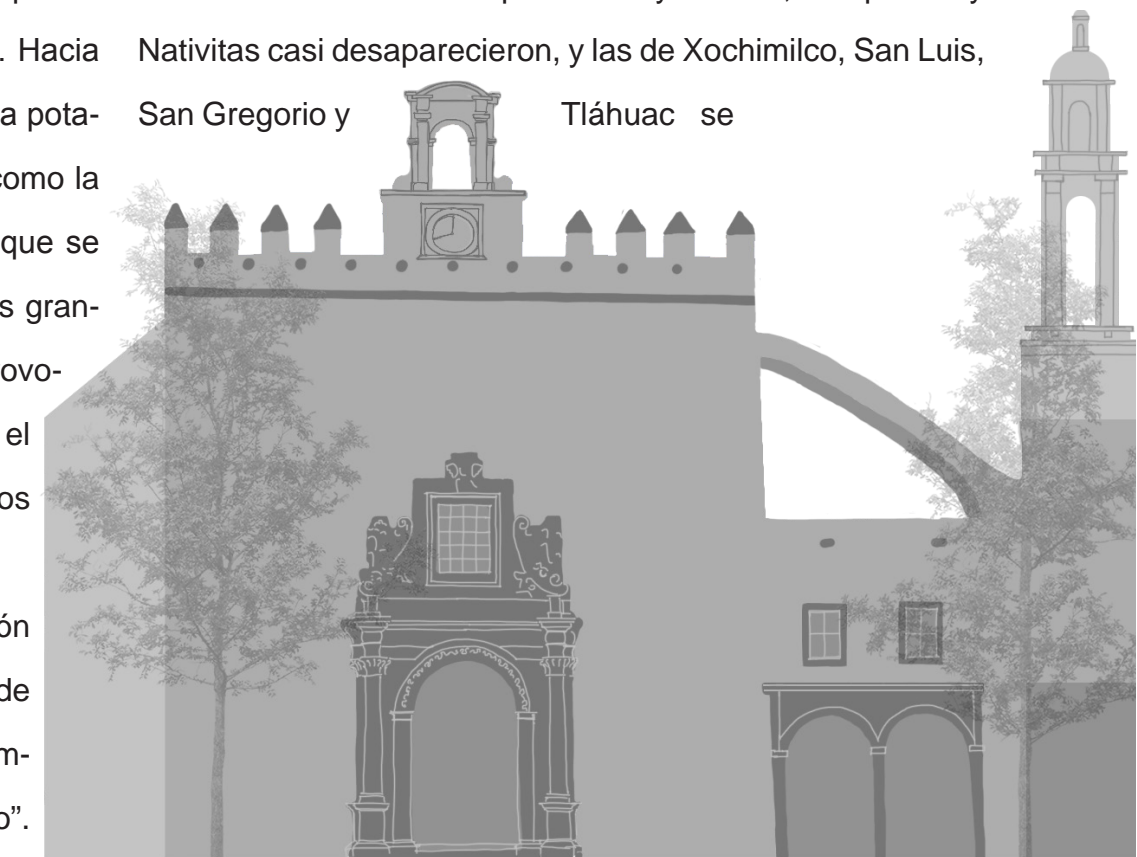 . Hacia
a pota-
como la
que se
s gran-
ovo-
el
os
ón
de
m-
o”.
Nativitas casi desaparecieron, y las de Xochimilco, San Luis,
San Gregorio y Tláhuac se